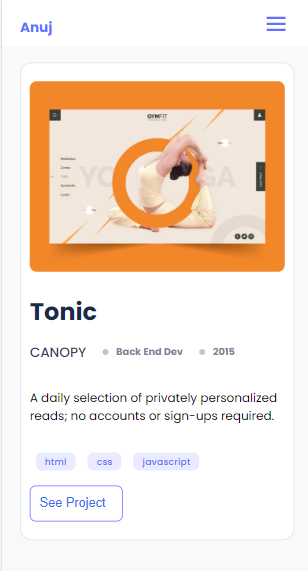 Anuj
GYMFIT
YOGA
Tonic
CANOPY Back End Dev 2015
A daily selection of privately personalized
reads; no accounts or sign-ups required.
html css javascript
See Project